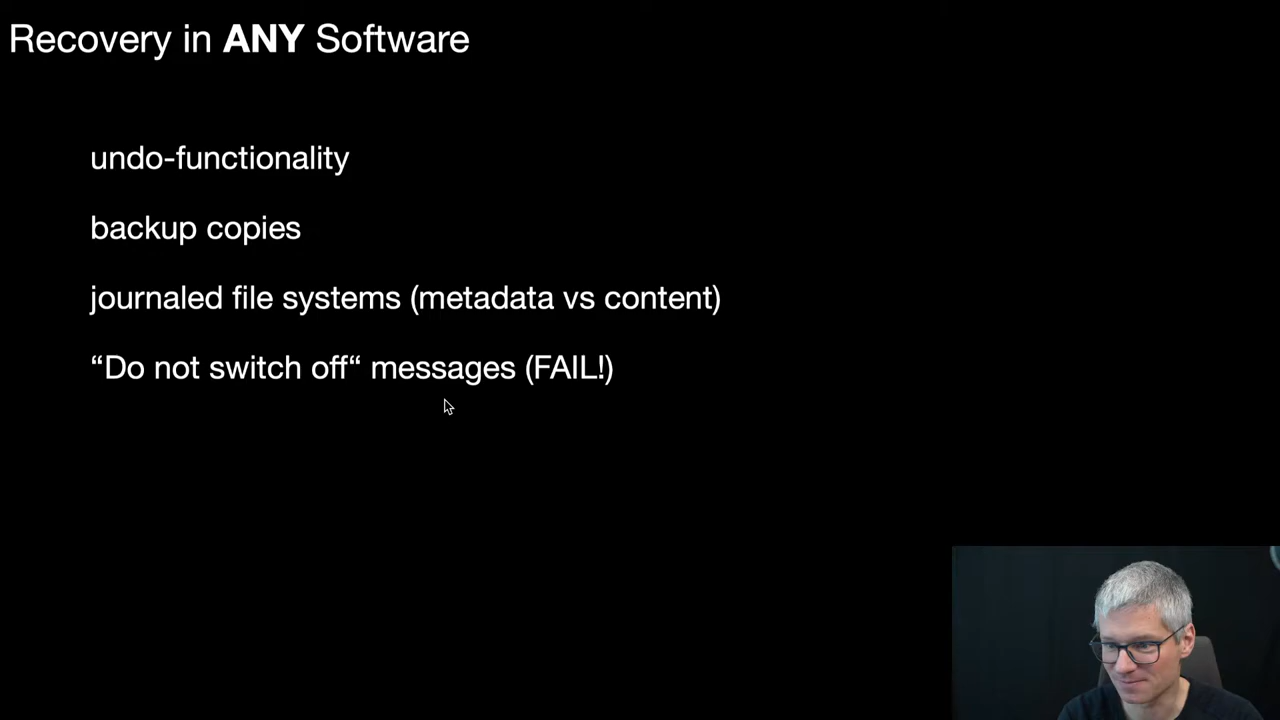 Recovery in ANY Software
undo-functionality
backup copies
journaled file systems (metadata vs content)
“Do not switch off“ messages (FAIL!)